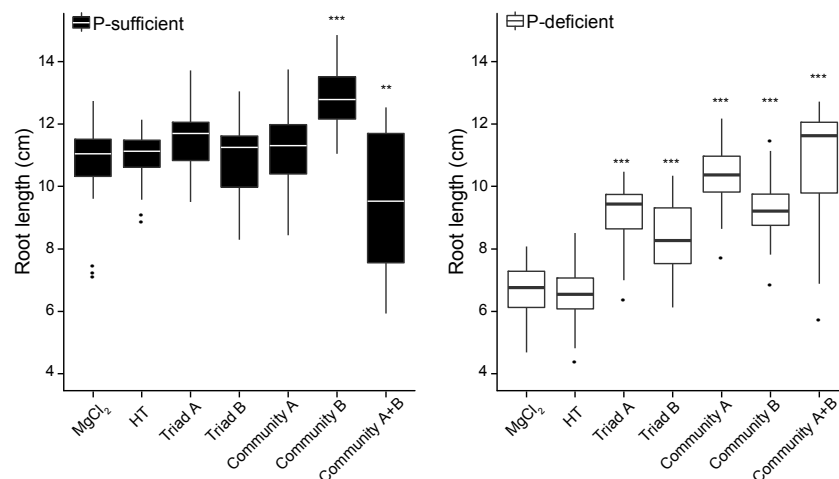 P-sufficient
Root length (cm)
14
12
10
8
6
4
***
**
MgCl₂
HT
Triad A
Triad B
Community A
Community B
Community A+B
P-deficient
Root length (cm)
14
12
10
8
6
4
***
***
***
***
***
MgCl₂
HT
Triad A
Triad B
Community A
Community B
Community A+B